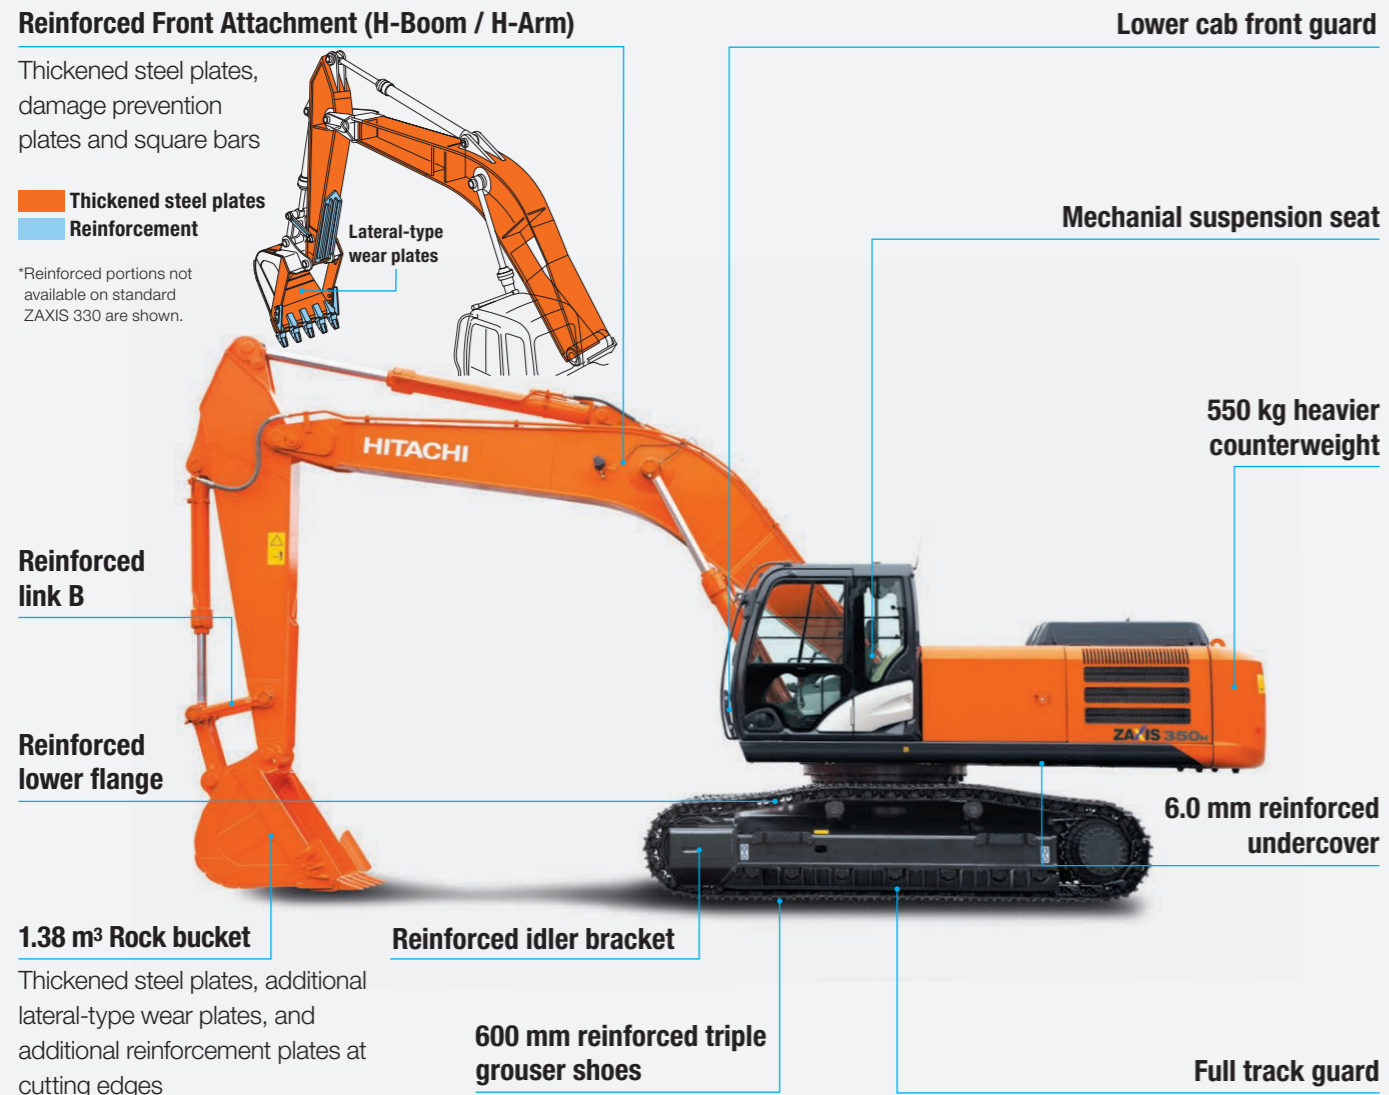 Reinforced Front Attachment (H-Boom / H-Arm)
Thickened steel plates,
damage prevention
plates and square bars
Thickened steel plates
Reinforcement
*Reinforced portions not
available on standard
ZAXIS 330 are shown.
Lateral-type
wear plates
Lower cab front guard
Mechanial suspension seat
550 kg heavier
counterweight
HITACHI
Reinforced
link B
ZAXIS 350H
Reinforced
lower flange
6.0 mm reinforced
undercover
1.38 m³ Rock bucket
Thickened steel plates, additional
lateral-type wear plates, and
additional reinforcement plates at
cutting edges
Reinforced idler bracket
600 mm reinforced triple
grouser shoes
Full track guard